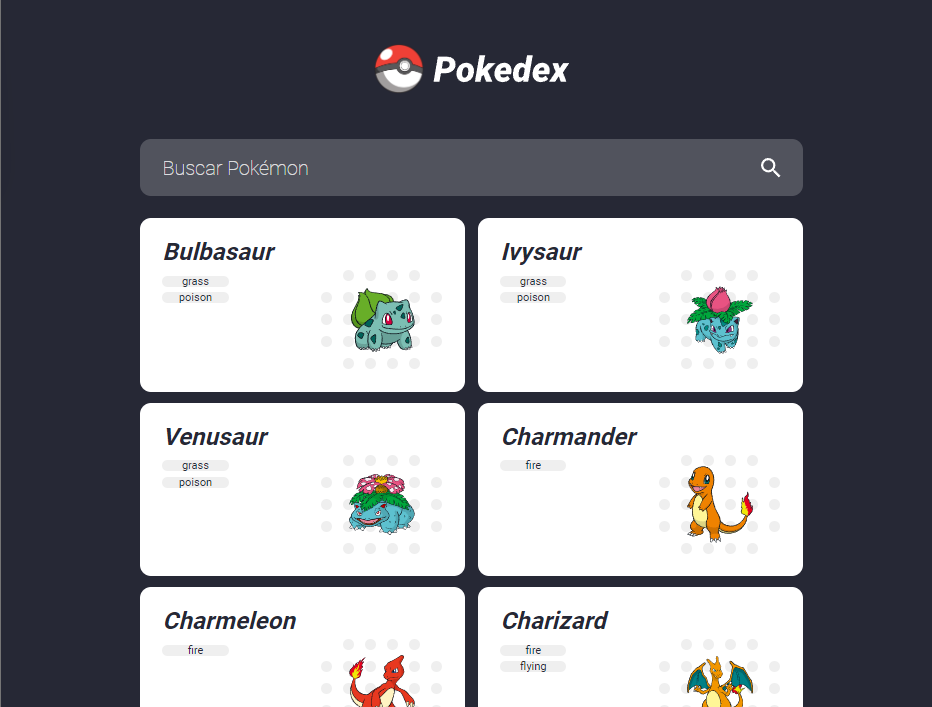 Pokedex
Buscar Pokémon
Bulbasaur
grass
poison
Ivysaur
grass
poison
Venusaur
grass
poison
Charmander
fire
Charmeleon
fire
Charizard
fire
flying